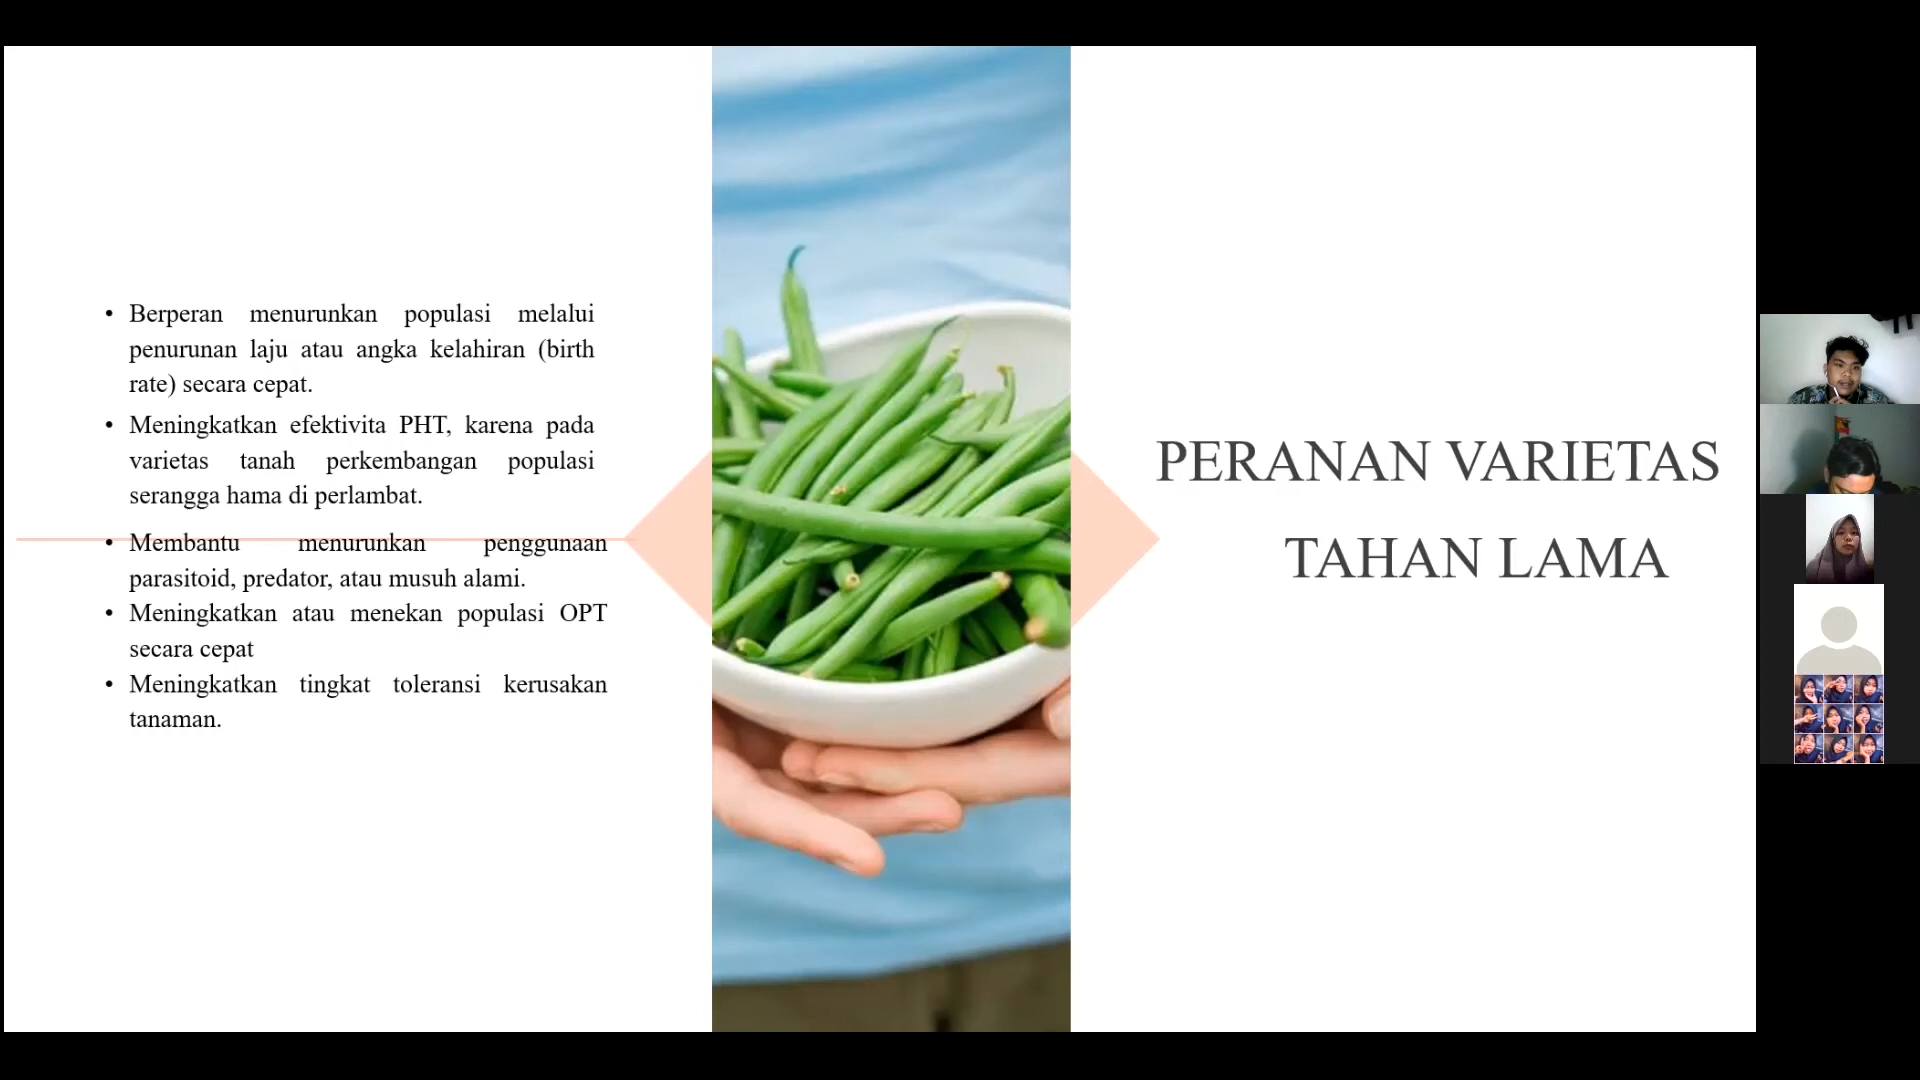 • Berperan menurunkan populasi melalui
penurunan laju atau angka kelahiran (birth
rate) secara cepat.
• Meningkatkan efektivita PHT, karena pada
varietas tanah perkembangan populasi
serangga hama di perlambat.
• Membantu menurunkan penggunaan
parasitoid, predator, atau musuh alami.
• Meningkatkan atau menekan populasi OPT
secara cepat
• Meningkatkan tingkat toleransi kerusakan
tanaman.
PERANAN VARIETAS
TAHAN LAMA